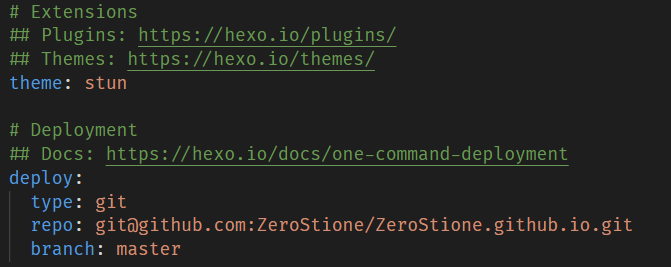 # Extensions
## Plugins: https://hexo.io/plugins/
## Themes: https://hexo.io/themes/
theme: stun
# Deployment
## Docs: https://hexo.io/docs/one-command-deployment
deploy:
  type: git
  repo: git@github.com:ZeroStione/ZeroStione.github.io.git
  branch: master